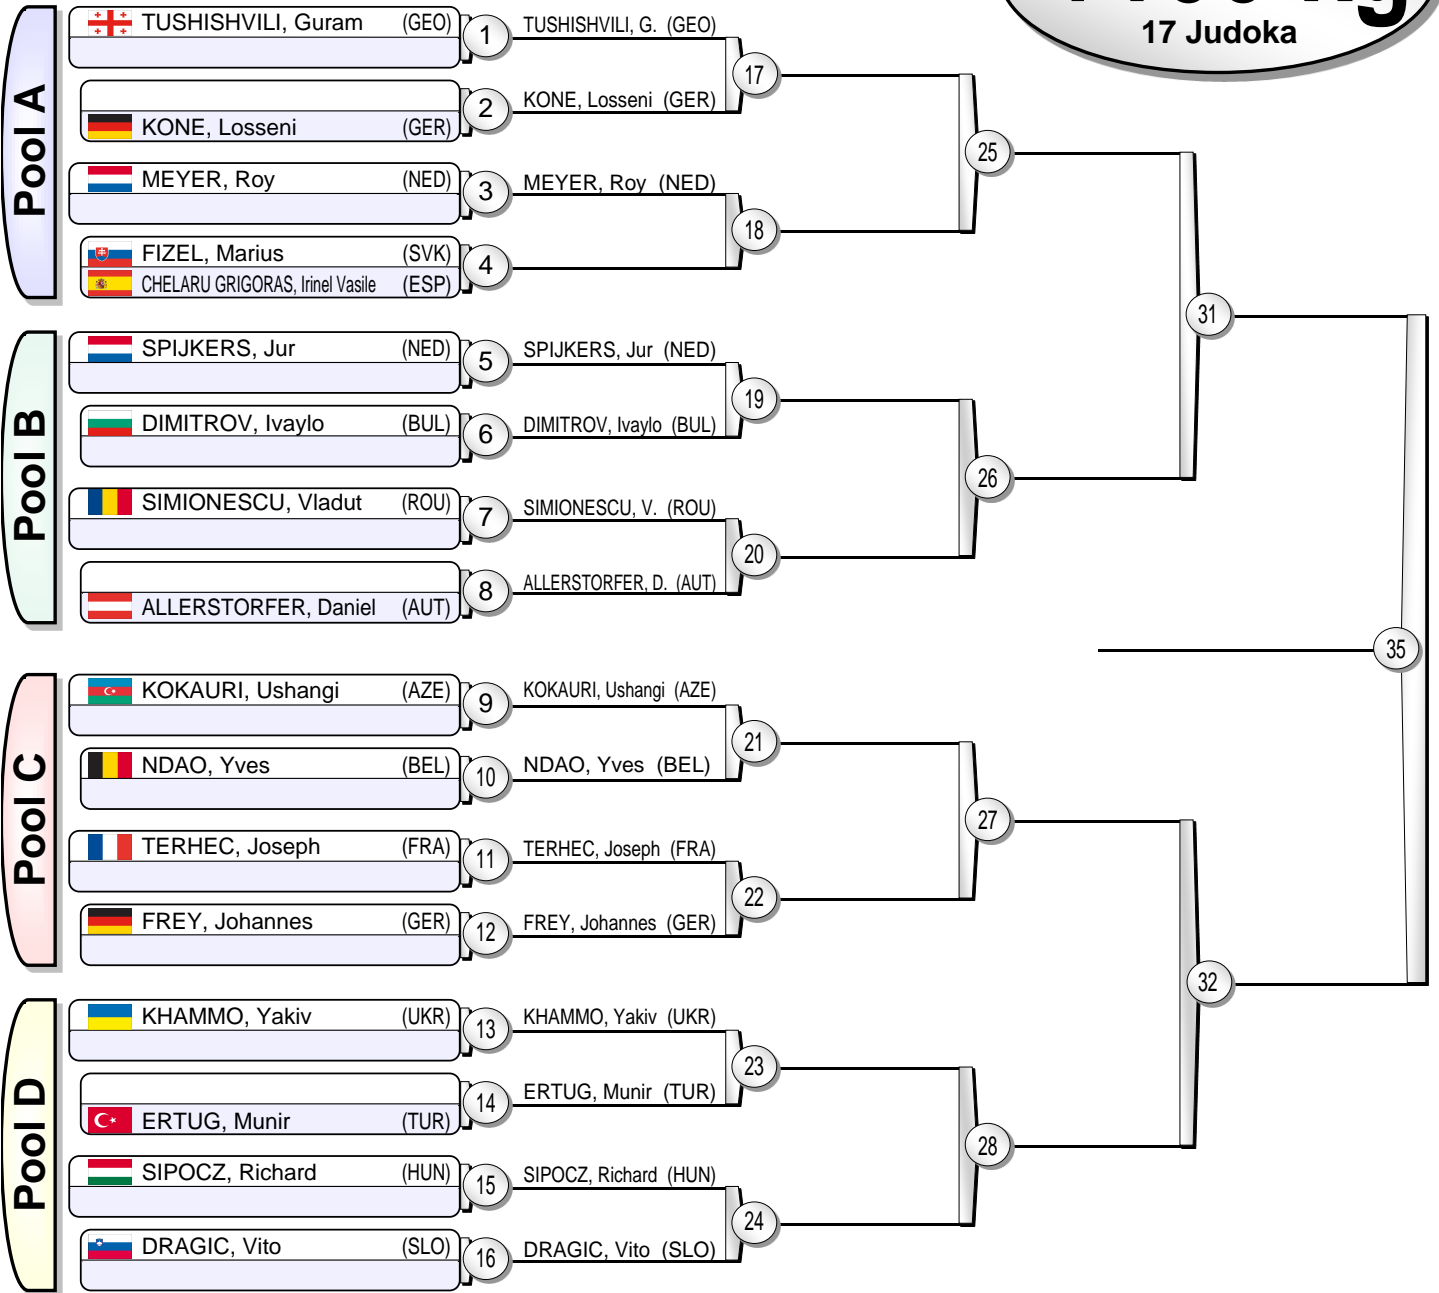 17 Judoka
Pool A
TUSHISHVILI, Guram (GEO)
1
TUSHISHVILI, G. (GEO)
17
2
KONE, Losseni (GER)
KONE, Losseni (GER)
25
MEYER, Roy (NED)
3
MEYER, Roy (NED)
18
FIZEL, Marius (SVK)
4
CHELARU GRIGORAS, Irinel Vasile (ESP)
31
Pool B
SPIJKERS, Jur (NED)
5
SPIJKERS, Jur (NED)
19
DIMITROV, Ivaylo (BUL)
6
DIMITROV, Ivaylo (BUL)
26
SIMIONESCU, Vladut (ROU)
7
SIMIONESCU, V. (ROU)
20
8
ALLERSTORFER, D. (AUT)
ALLERSTORFER, Daniel (AUT)
35
Pool C
KOKAURI, Ushangi (AZE)
9
KOKAURI, Ushangi (AZE)
21
NDAO, Yves (BEL)
10
NDAO, Yves (BEL)
27
TERHEC, Joseph (FRA)
11
TERHEC, Joseph (FRA)
22
FREY, Johannes (GER)
12
FREY, Johannes (GER)
32
Pool D
KHAMMO, Yakiv (UKR)
13
KHAMMO, Yakiv (UKR)
23
14
ERTUG, Munir (TUR)
ERTUG, Munir (TUR)
28
SIPOCZ, Richard (HUN)
15
SIPOCZ, Richard (HUN)
24
DRAGIC, Vito (SLO)
16
DRAGIC, Vito (SLO)